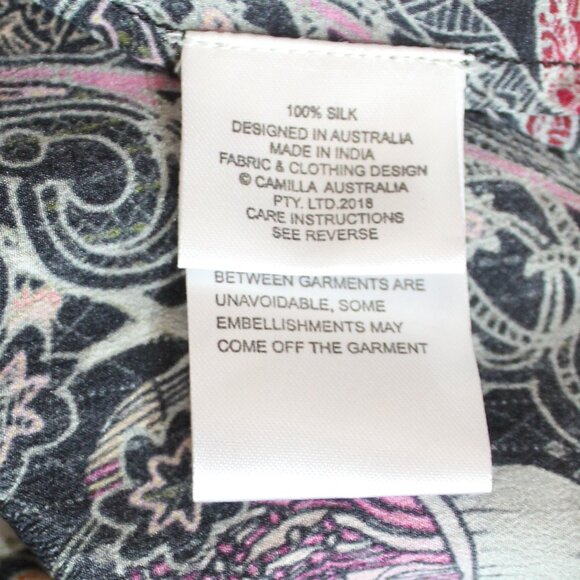 100% SILK
DESIGNED IN AUSTRALIA
MADE IN INDIA
FABRIC & CLOTHING DESIGN
© CAMILLA AUSTRALIA
PTY. LTD.2018
CARE INSTRUCTIONS
SEE REVERSE
BETWEEN GARMENTS ARE
UNAVOIDABLE, SOME
EMBELLISHMENTS MAY
COME OFF THE GARMENT